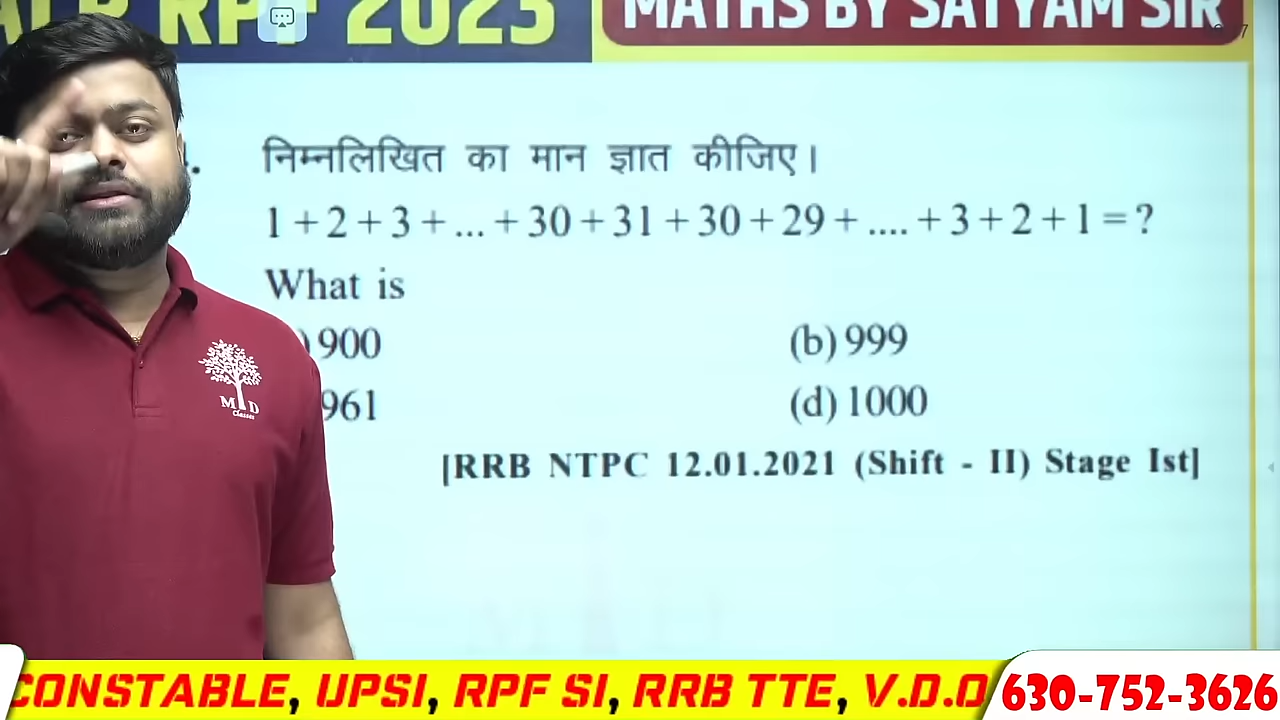 RPF 2023
MATHS BY SATYAM SIR
निम्नलिखित का मान ज्ञात कीजिए।
1 + 2 + 3 + ... + 30 + 31 + 30 + 29 + .... + 3 + 2 + 1 = ?
What is
) 900
(b) 999
961
(d) 1000
[RRB NTPC 12.01.2021 (Shift - II) Stage Ist]
M D
Classes
CONSTABLE, UPSI, RPF SI, RRB TTE, V.D.O
630-752-3626